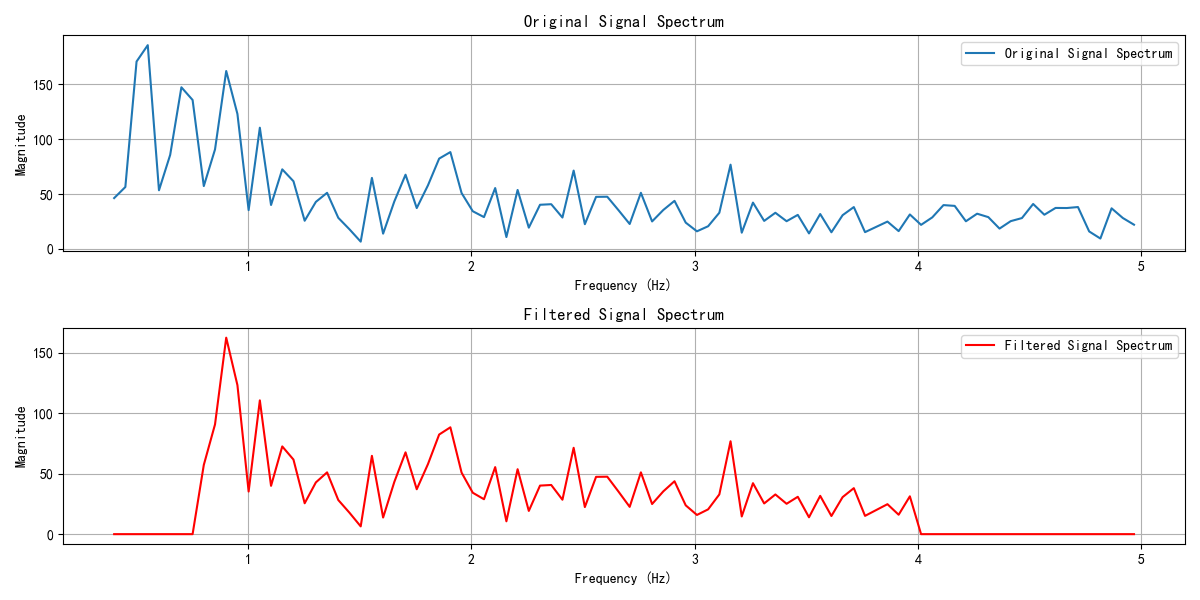 Original Signal Spectrum
Original Signal Spectrum
Magnitude
150
100
50
0
1 2 3 4 5
Frequency (Hz)
Filtered Signal Spectrum
Filtered Signal Spectrum
Magnitude
150
100
50
0
1 2 3 4 5
Frequency (Hz)